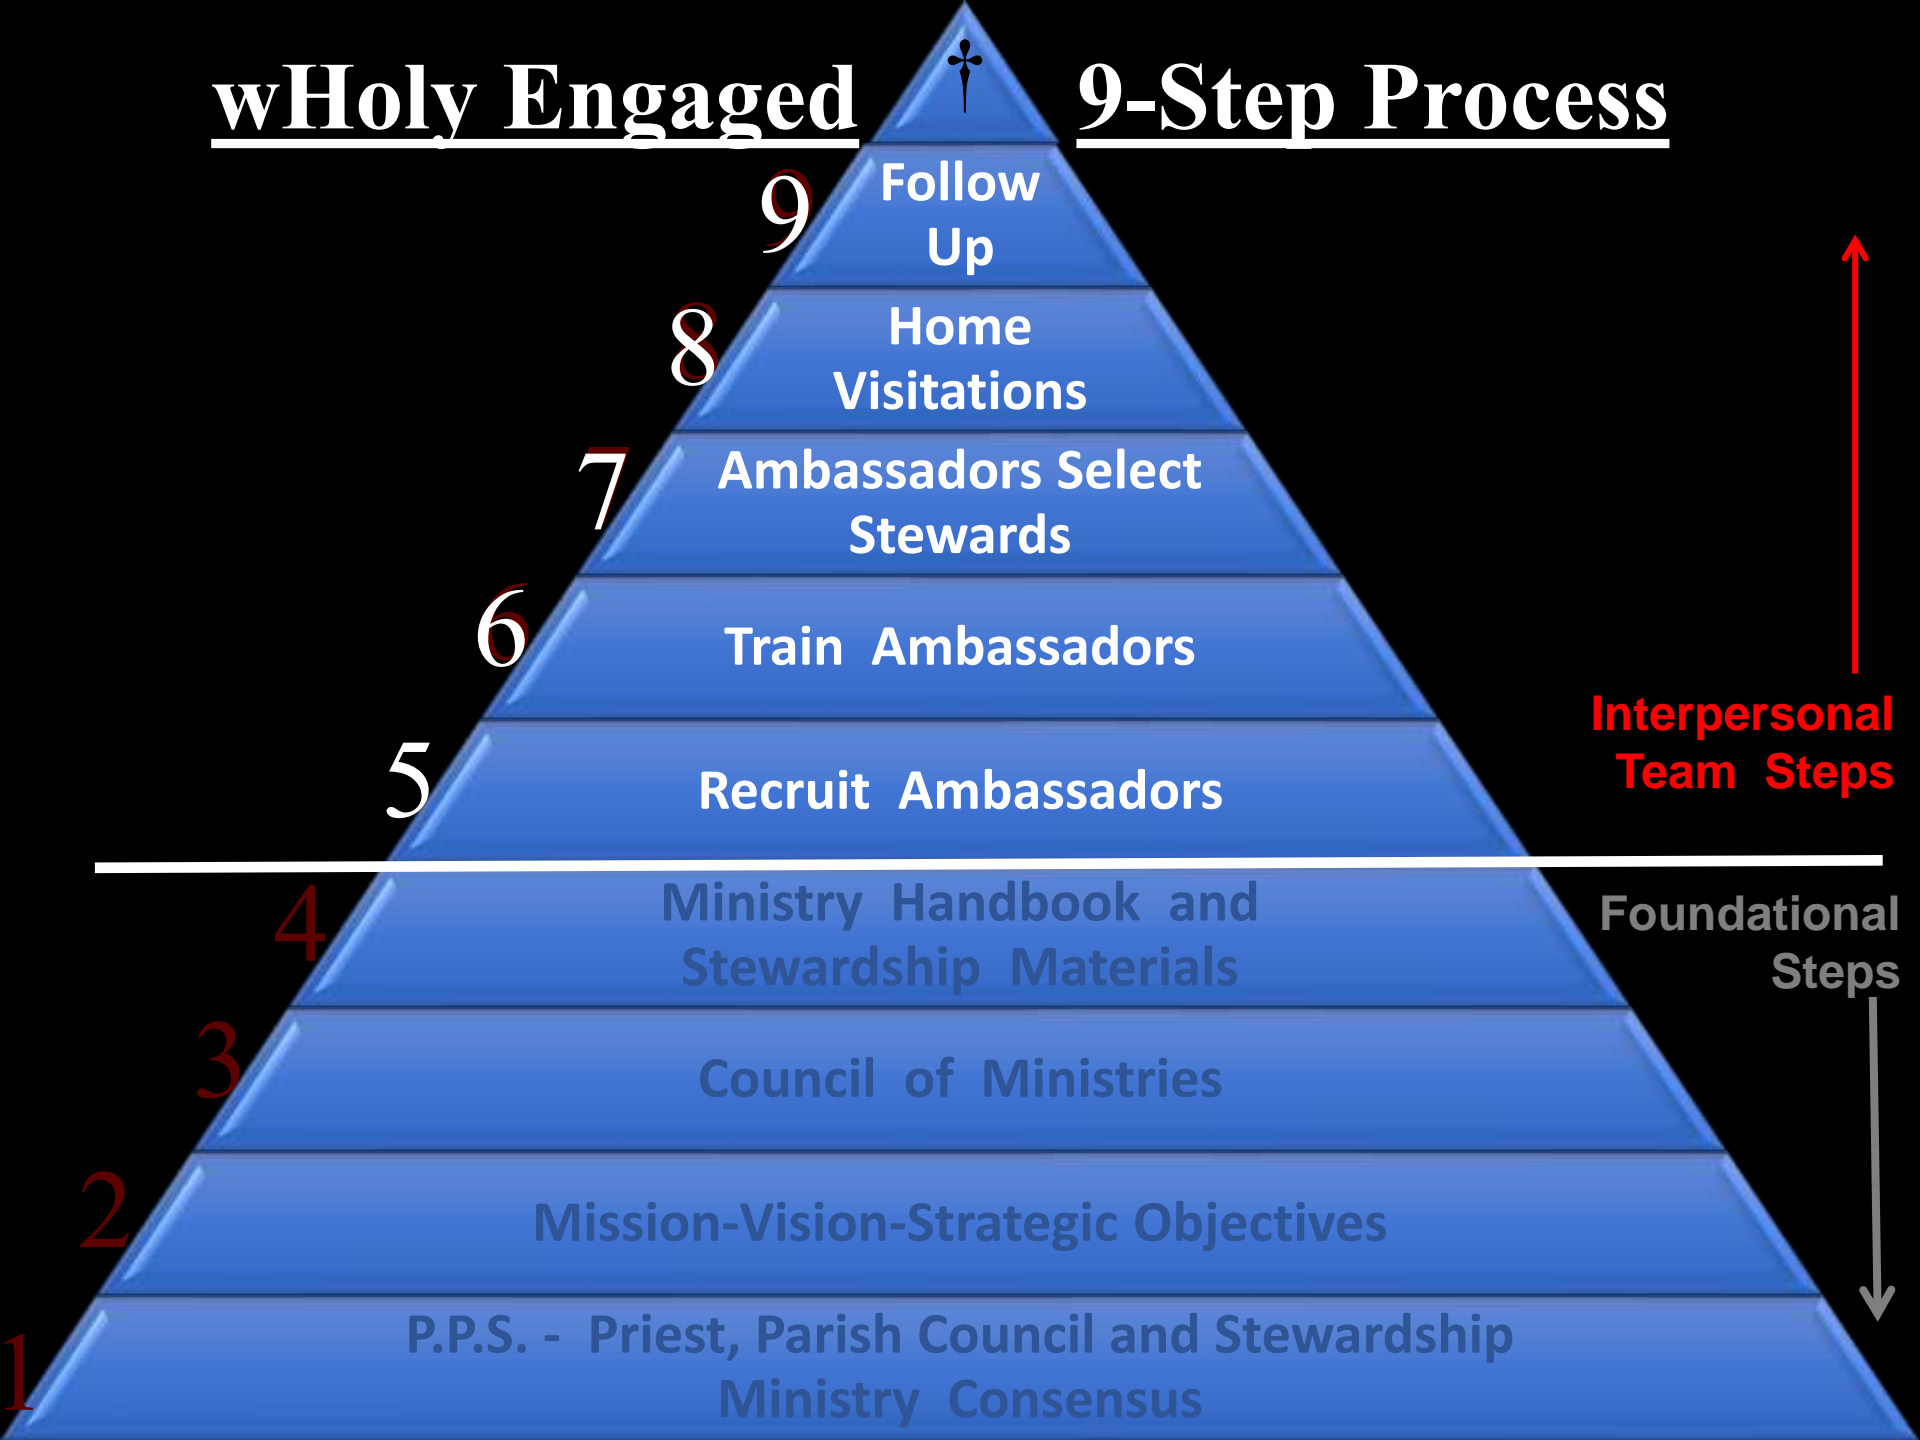 wHoly Engaged † 9-Step Process
9
Follow
Up
8
Home
Visitations
7
Ambassadors Select
Stewards
6
Train Ambassadors
Interpersonal
Team Steps
5
Recruit Ambassadors
4
Ministry Handbook and
Stewardship Materials
Foundational
Steps
3
Council of Ministries
2
Mission-Vision-Strategic Objectives
1
P.P.S. - Priest, Parish Council and Stewardship
Ministry Consensus